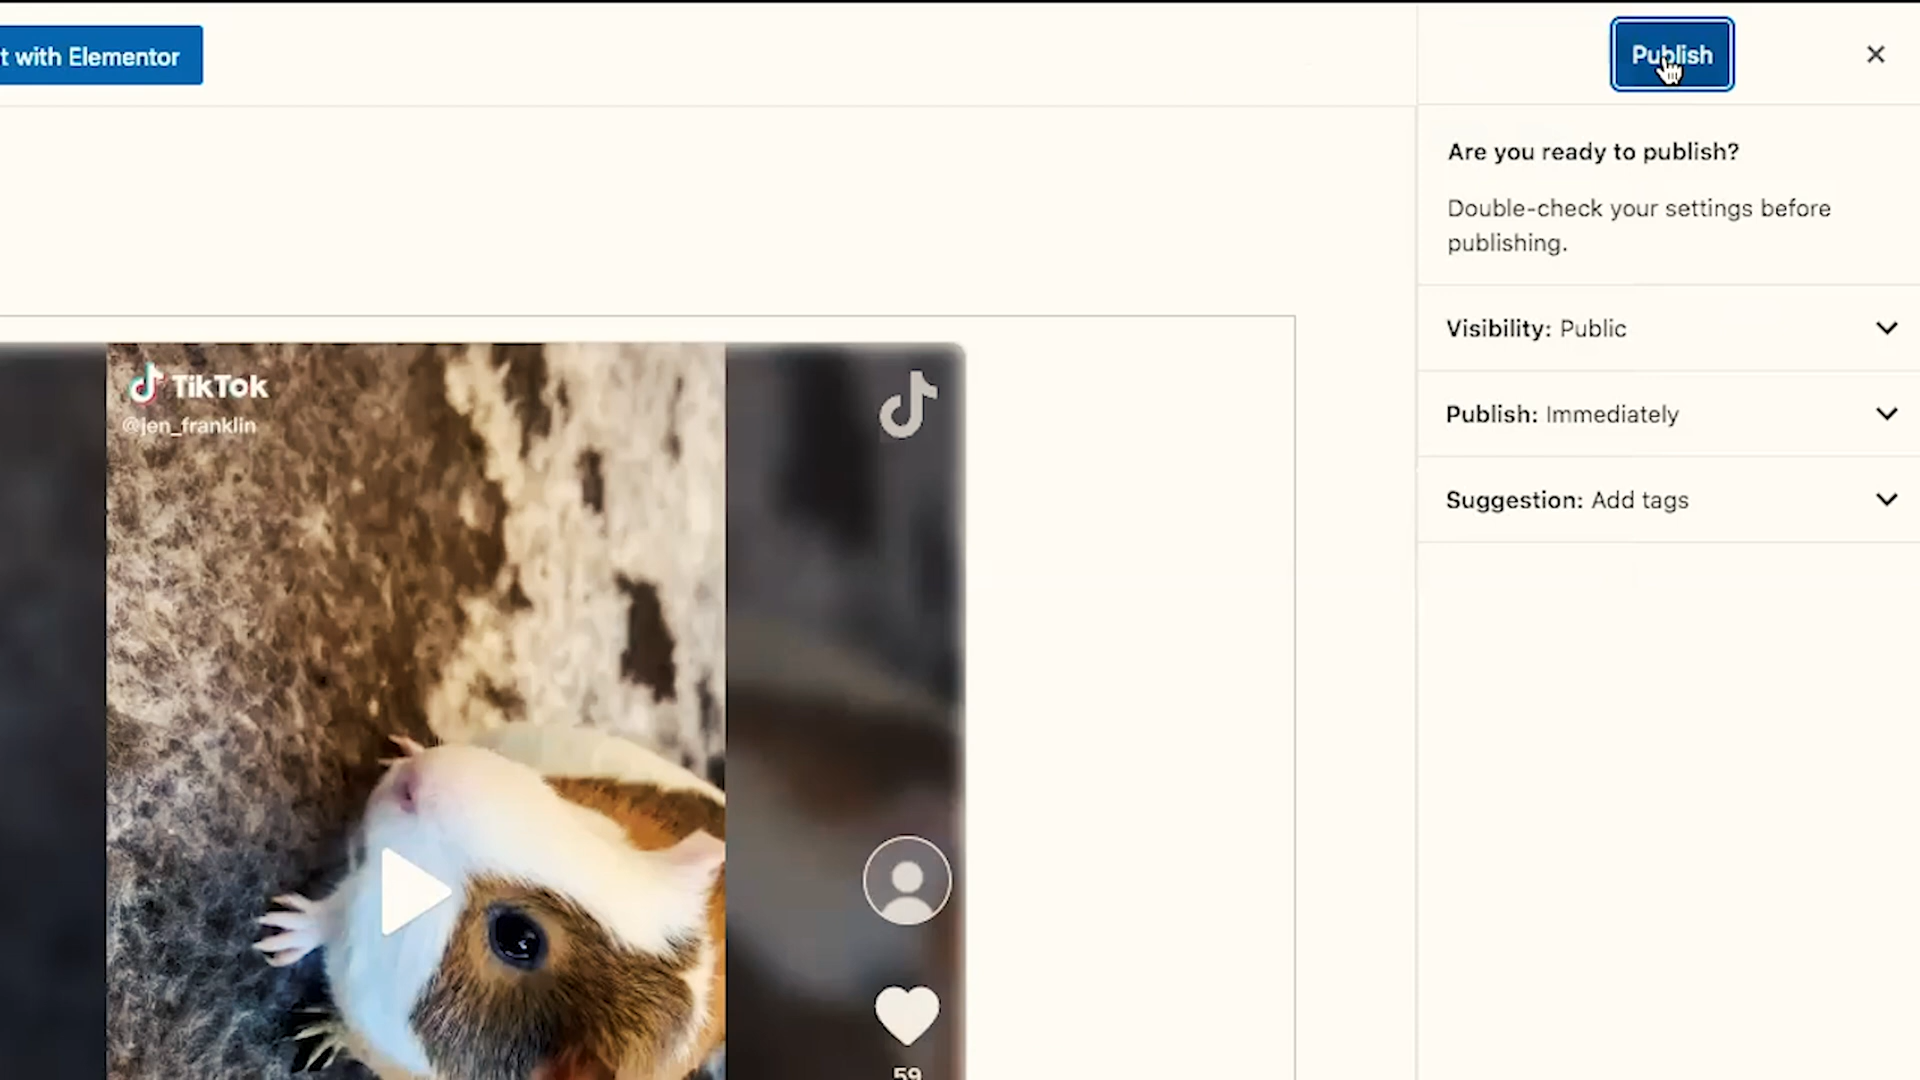 t with Elementor
Publish
Are you ready to publish?
Double-check your settings before
publishing.
Visibility: Public
Publish: Immediately
Suggestion: Add tags
TikTok
@jen_franklin
59